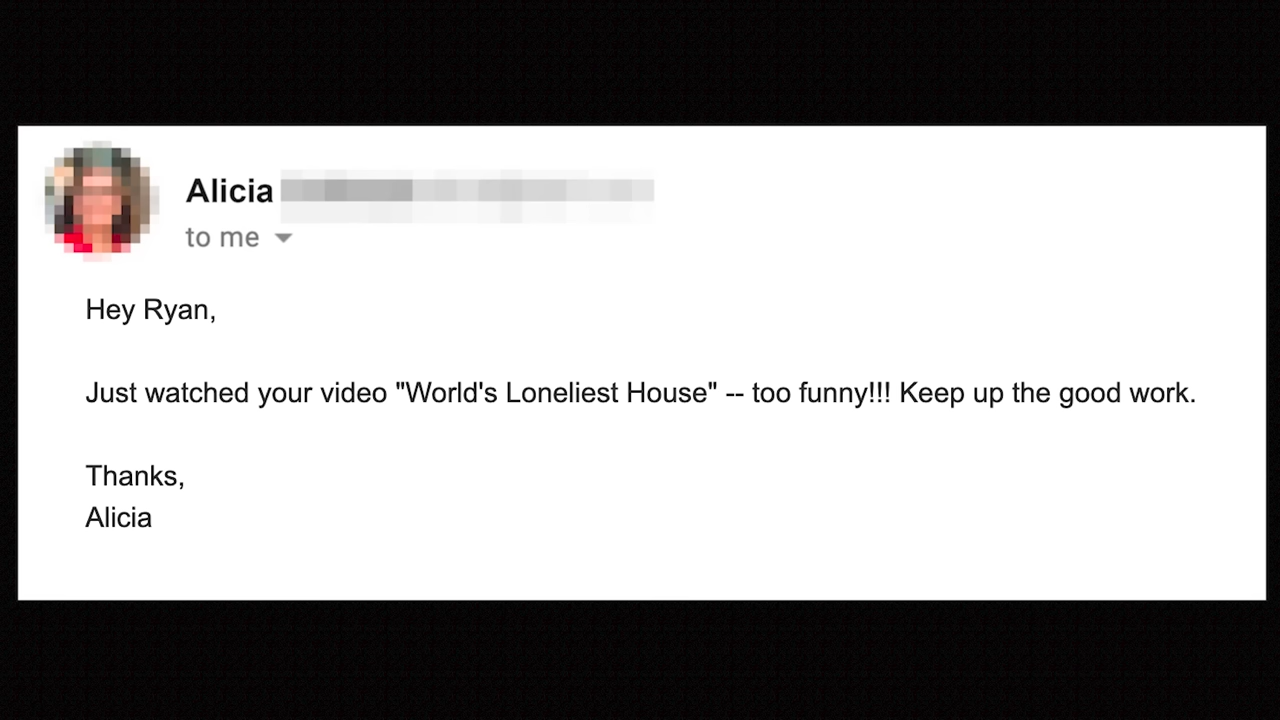 Alicia
to me
Hey Ryan,
Just watched your video "World's Loneliest House" -- too funny!!! Keep up the good work.
Thanks,
Alicia